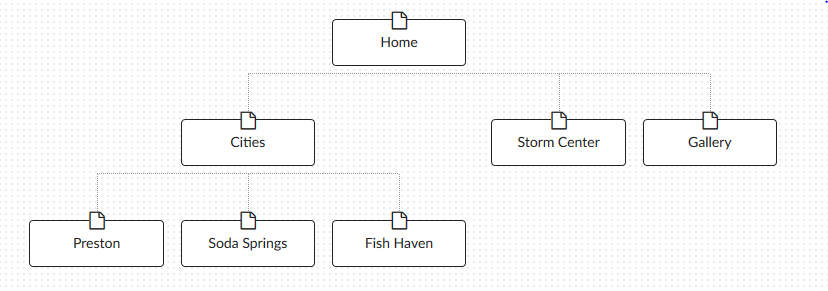 Home
Cities
Storm Center
Gallery
Preston
Soda Springs
Fish Haven